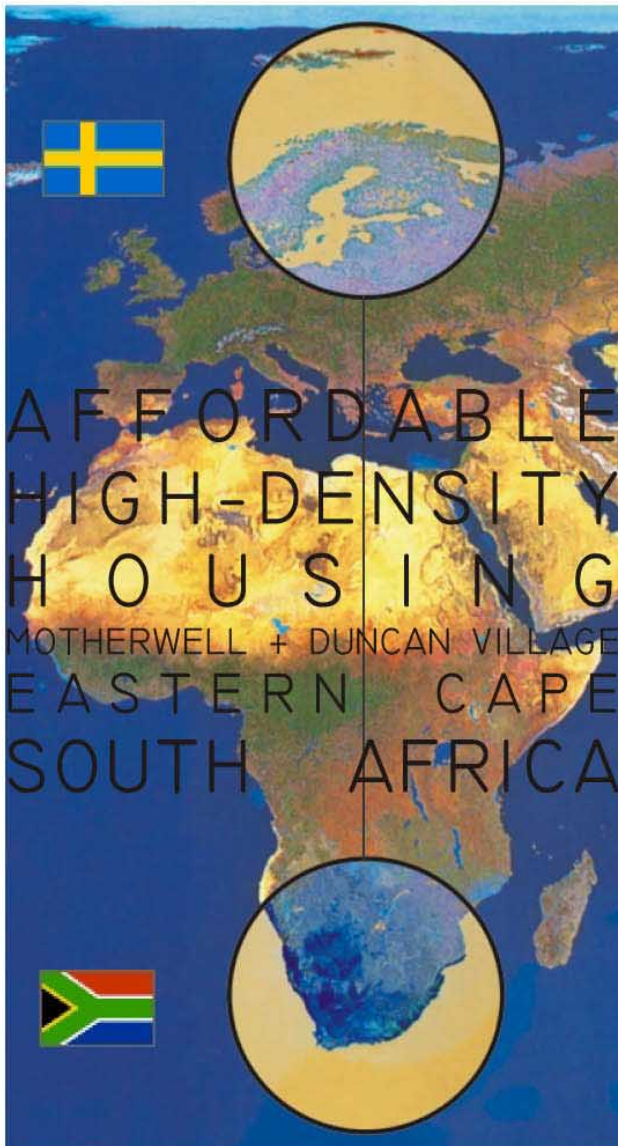 AFFORDABLE
HIGH-DENSITY
HOUSING
MOTHERWELL + DUNCAN VILLAGE
EASTERN CAPE
SOUTH AFRICA